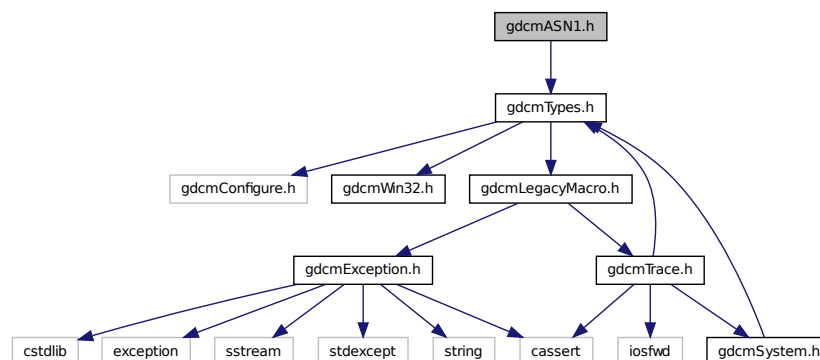 gdcmASN1.h
gdcmTypes.h
gdcmConfigure.h
gdcmWin32.h
gdcmLegacyMacro.h
gdcmException.h
gdcmTrace.h
cstdlib
exception
sstream
stdexcept
string
cassert
iosfwd
gdcmSystem.h